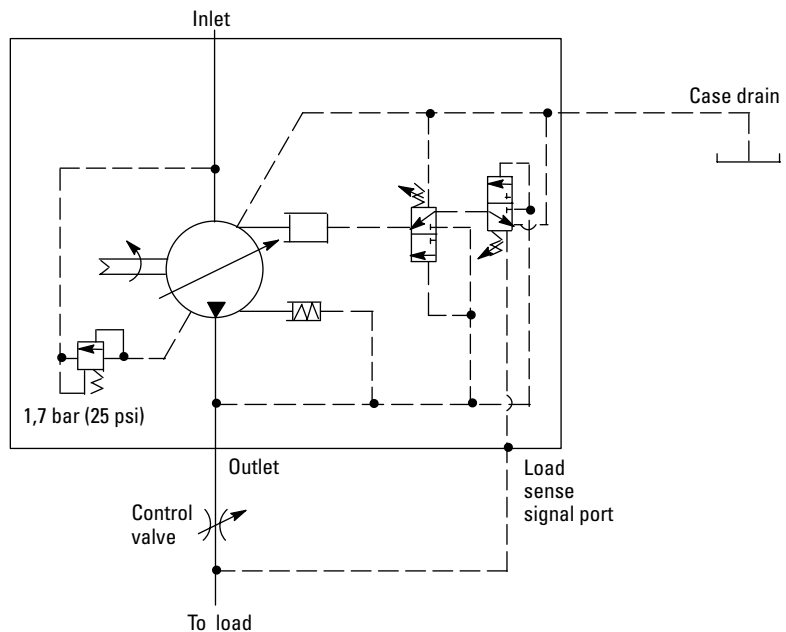 Inlet
Case drain
1,7 bar (25 psi)
Outlet
Load
sense
signal port
Control
valve
To load